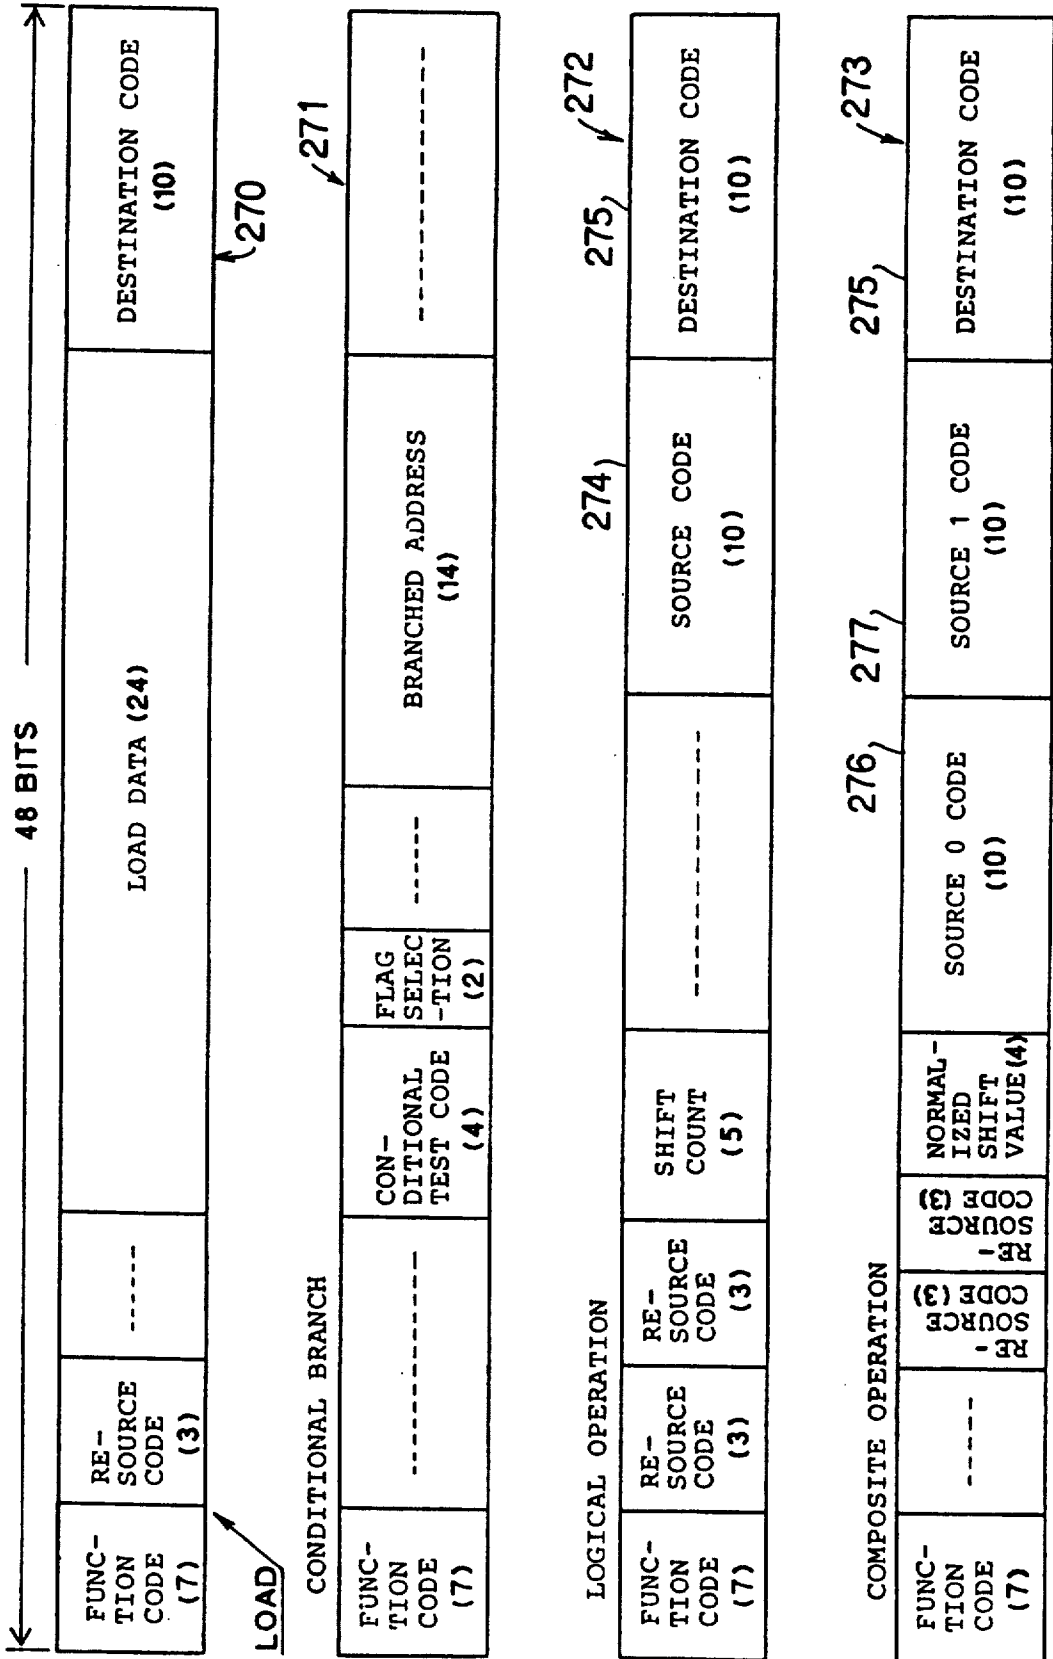 48 BITS
FUNC-
TION
CODE
(7)
RE-
SOURCE
CODE
(3)
------
LOAD DATA (24)
DESTINATION CODE
(10)
270
LOAD
CONDITIONAL BRANCH
271
FUNC-
TION
CODE
(7)
------------
CON-
DITIONAL
TEST CODE
(4)
FLAG
SELEC
-TION
(2)
------
BRANCHED ADDRESS
(14)
---------------
LOGICAL OPERATION
274
275
272
FUNC-
TION
CODE
(7)
RE-
SOURCE
CODE
(3)
RE-
SOURCE
CODE
(3)
SHIFT
COUNT
(5)
--------------
SOURCE CODE
(10)
DESTINATION CODE
(10)
COMPOSITE OPERATION
276
277
275
273
FUNC-
TION
CODE
(7)
-----
RE-
SOURCE
CODE (3)
RE-
SOURCE
CODE (3)
NORMAL-
IZED
SHIFT
VALUE(4)
SOURCE 0 CODE
(10)
SOURCE 1 CODE
(10)
DESTINATION CODE
(10)